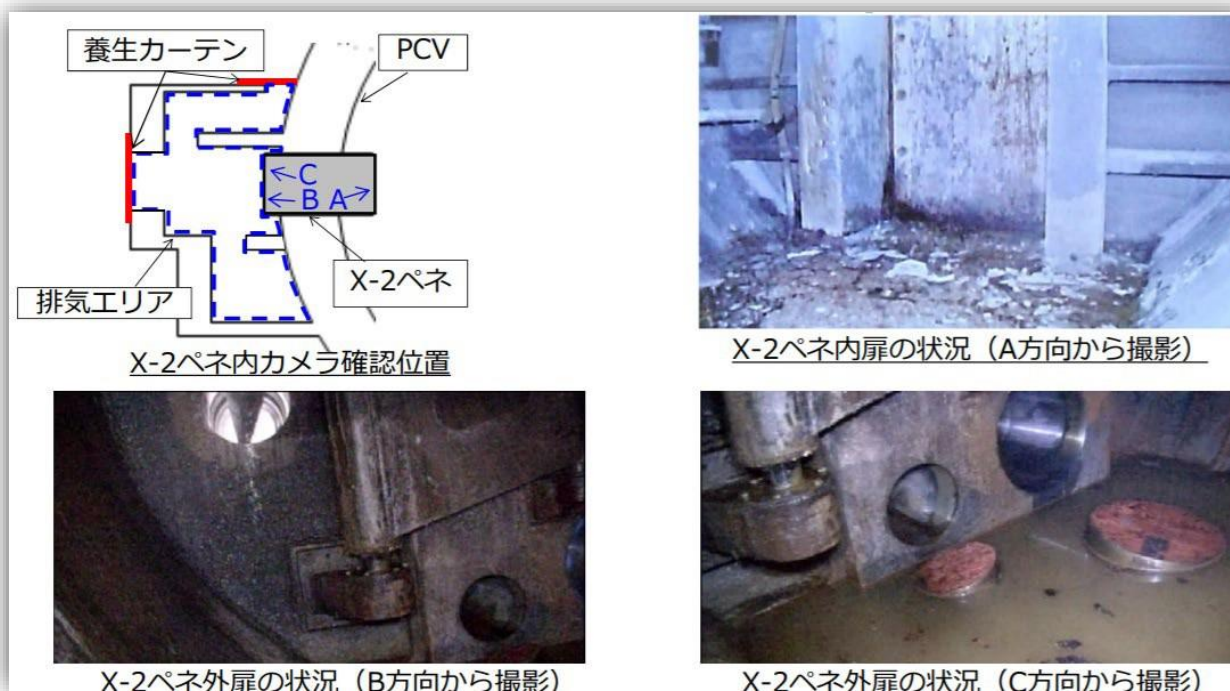 養生カーテン
PCV
C
B A
X-2ペネ
排気エリア
X-2ペネ内カメラ確認位置
X-2ペネ内扉の状況（A方向から撮影）
X-2ペネ外扉の状況（B方向から撮影）
X-2ペネ外扉の状況（C方向から撮影）